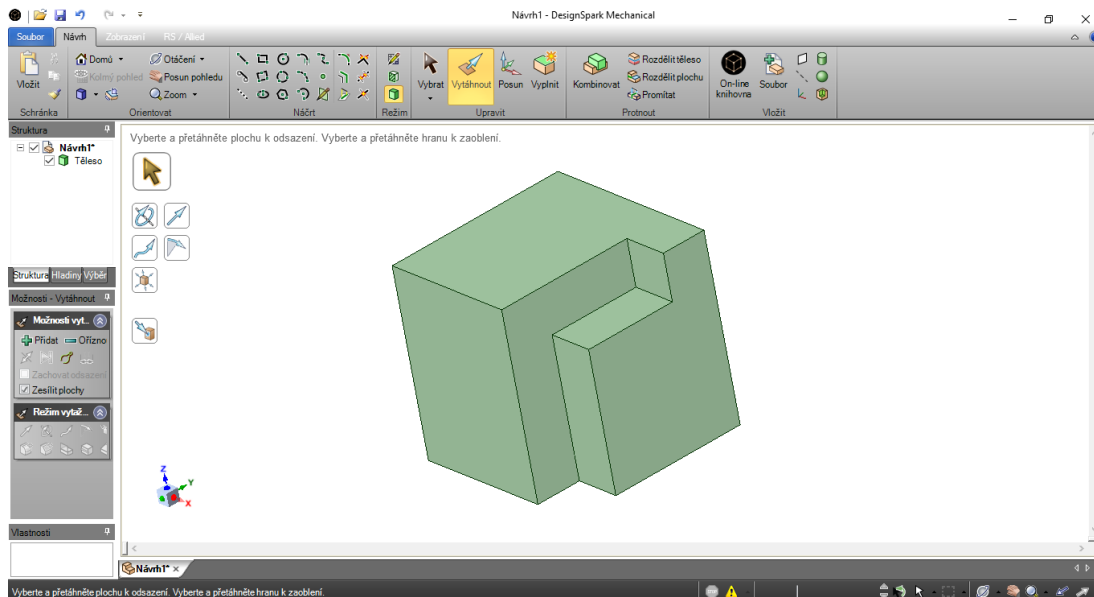 Návrh1 - DesignSpark Mechanical
Soubor Návrh Zobrazení RS / Allied
Vložit Domů Kolmý pohled Otáčení Posun pohledu Zoom Vybrat Vytáhnout Posun Vyplnit Kombinovat Rozdělit těleso Rozdělit plochu Promítat On-line knihovna Soubor
Schránka Orientovat Náčrt Režim Upravit Protnout Vložit
Struktura
Vyberte a přetáhněte plochu k odsazení. Vyberte a přetáhněte hranu k zaoblení.
Návrh1*
Těleso
Struktura Hladiny Výběr
Možnosti - Vytáhnout
Možnosti vyt...
Přidat Ořízno
Zachovat odsazení
Zesílit plochy
Režim vytaž...
Z
Y
X
Vlastnosti
Návrh1*
Vyberte a přetáhněte plochu k odsazení. Vyberte a přetáhněte hranu k zaoblení.